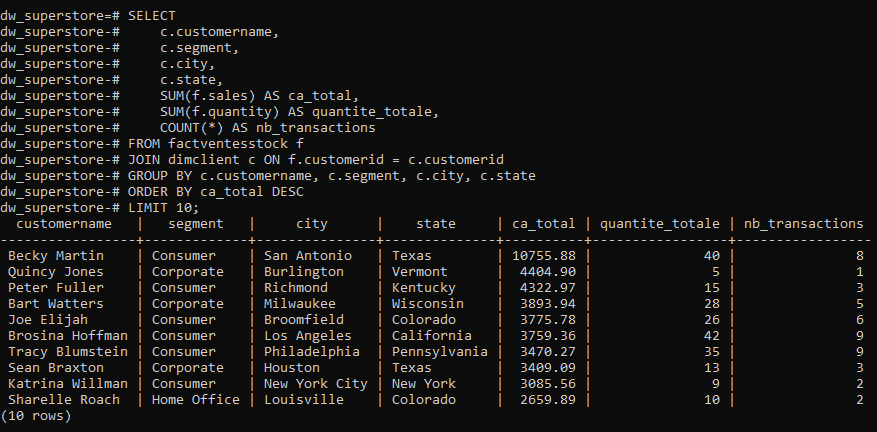 dw_superstore=# SELECT
dw_superstore-#     c.customername,
dw_superstore-#     c.segment,
dw_superstore-#     c.city,
dw_superstore-#     c.state,
dw_superstore-#     SUM(f.sales) AS ca_total,
dw_superstore-#     SUM(f.quantity) AS quantite_totale,
dw_superstore-#     COUNT(*) AS nb_transactions
dw_superstore-# FROM factventesstock f
dw_superstore-# JOIN dimclient c ON f.customerid = c.customerid
dw_superstore-# GROUP BY c.customername, c.segment, c.city, c.state
dw_superstore-# ORDER BY ca_total DESC
dw_superstore-# LIMIT 10;
  customername   |   segment   |     city      |    state     | ca_total | quantite_totale | nb_transactions
-----------------+-------------+---------------+--------------+----------+-----------------+-----------------
 Becky Martin    | Consumer    | San Antonio   | Texas        | 10755.88 |              40 |               8
 Quincy Jones    | Corporate   | Burlington    | Vermont      |  4404.90 |               5 |               1
 Peter Fuller    | Consumer    | Richmond      | Kentucky     |  4322.97 |              15 |               3
 Bart Watters    | Corporate   | Milwaukee     | Wisconsin    |  3893.94 |              28 |               5
 Joe Elijah      | Consumer    | Broomfield    | Colorado     |  3775.78 |              26 |               6
 Brosina Hoffman | Consumer    | Los Angeles   | California   |  3759.36 |              42 |               9
 Tracy Blumstein | Consumer    | Philadelphia  | Pennsylvania |  3470.27 |              35 |               9
 Sean Braxton    | Corporate   | Houston       | Texas        |  3409.09 |              13 |               3
 Katrina Willman | Consumer    | New York City | New York     |  3085.56 |               9 |               2
 Sharelle Roach  | Home Office | Louisville    | Colorado     |  2659.89 |              10 |               2
(10 rows)